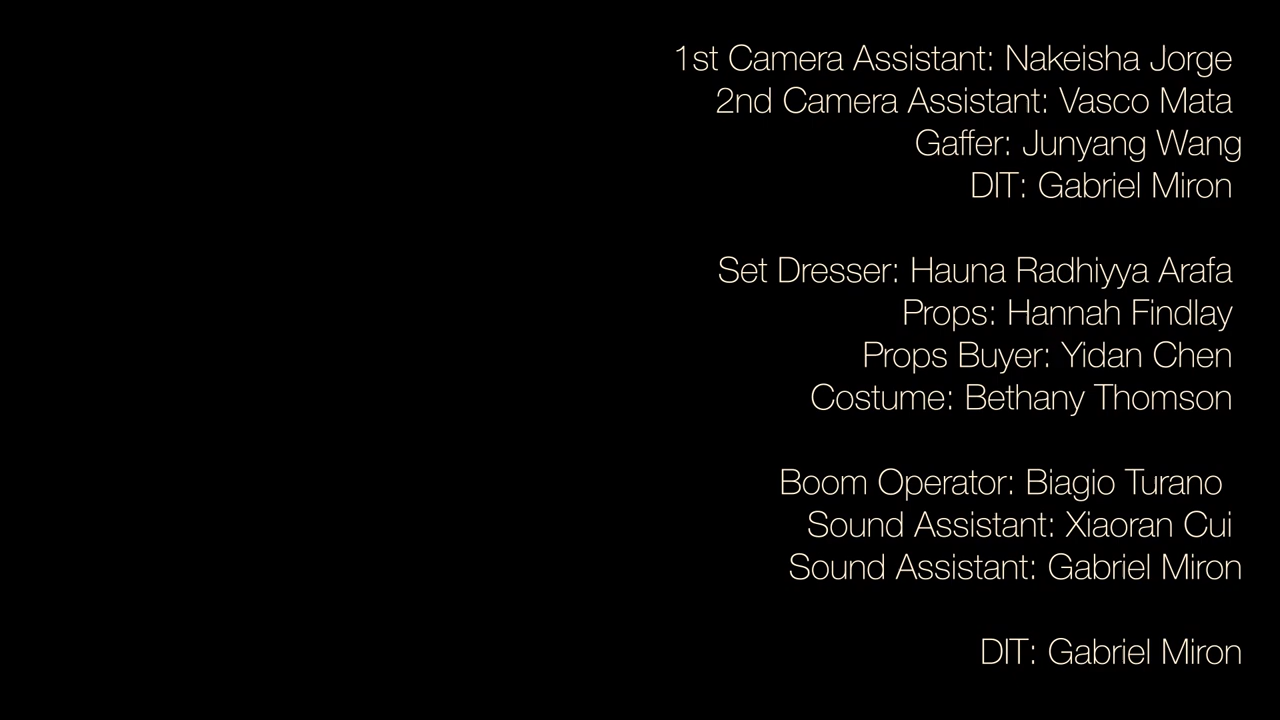 1st Camera Assistant: Nakeisha Jorge
2nd Camera Assistant: Vasco Mata
Gaffer: Junyang Wang
DIT: Gabriel Miron
Set Dresser: Hauna Radhiyya Arafa
Props: Hannah Findlay
Props Buyer: Yidan Chen
Costume: Bethany Thomson
Boom Operator: Biagio Turano
Sound Assistant: Xiaoran Cui
Sound Assistant: Gabriel Miron
DIT: Gabriel Miron